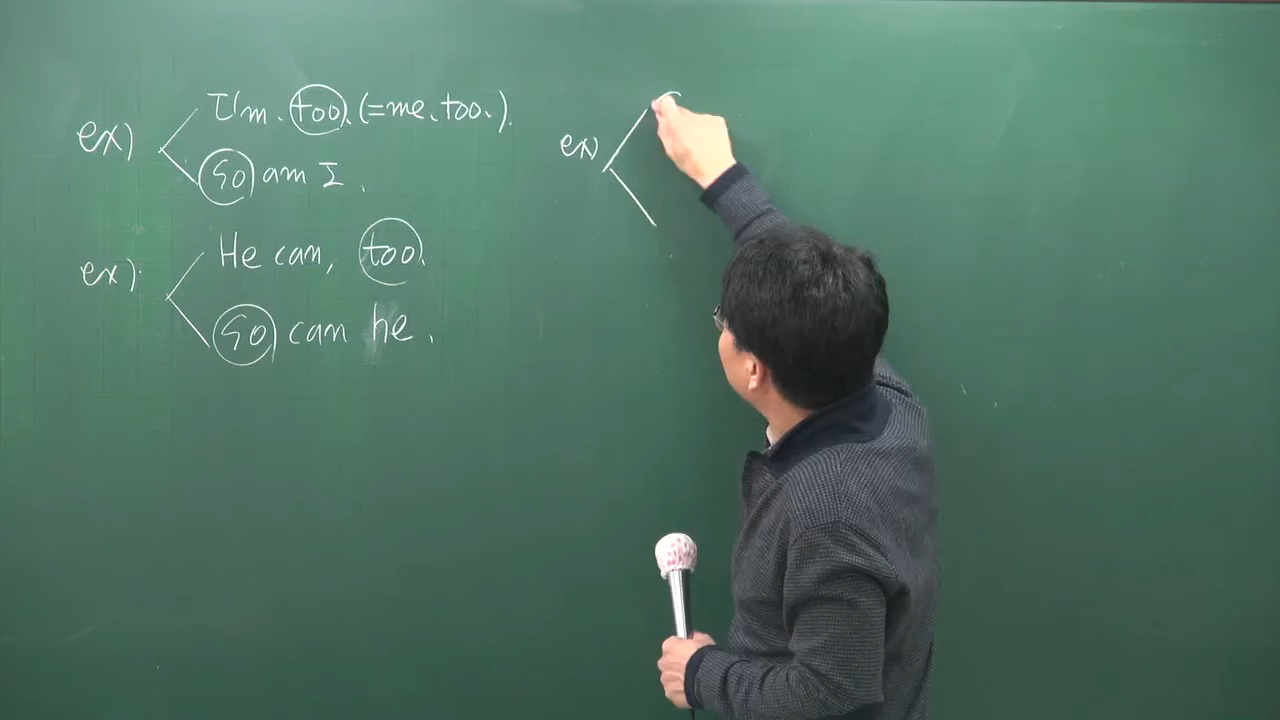 ex) I'm. too. (=me. too.).
So am I.
ex) He can, too.
So can he.
ex)